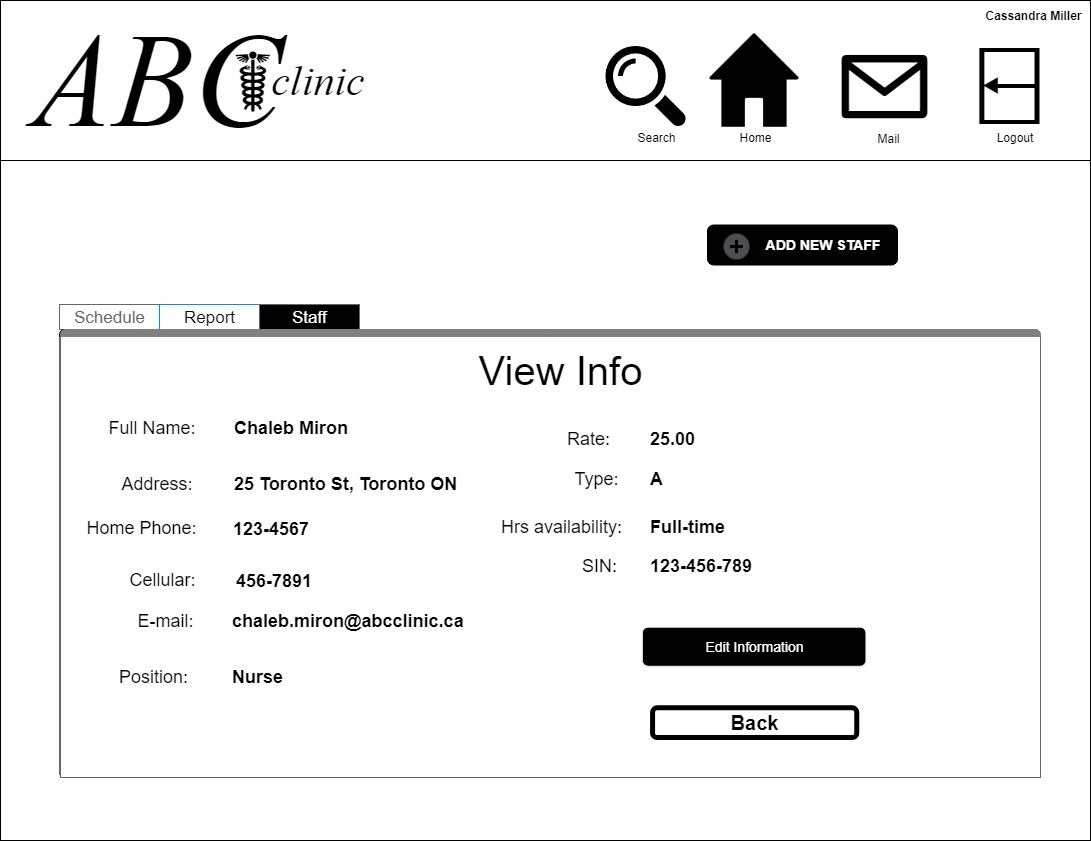 Cassandra Miller
ABC clinic
Search
Home
Mail
Logout
ADD NEW STAFF
Schedule
Report
Staff
View Info
Full Name: Chaleb Miron
Address: 25 Toronto St, Toronto ON
Home Phone: 123-4567
Cellular: 456-7891
E-mail: chaleb.miron@abcclinic.ca
Position: Nurse
Rate: 25.00
Type: A
Hrs availability: Full-time
SIN: 123-456-789
Edit Information
Back